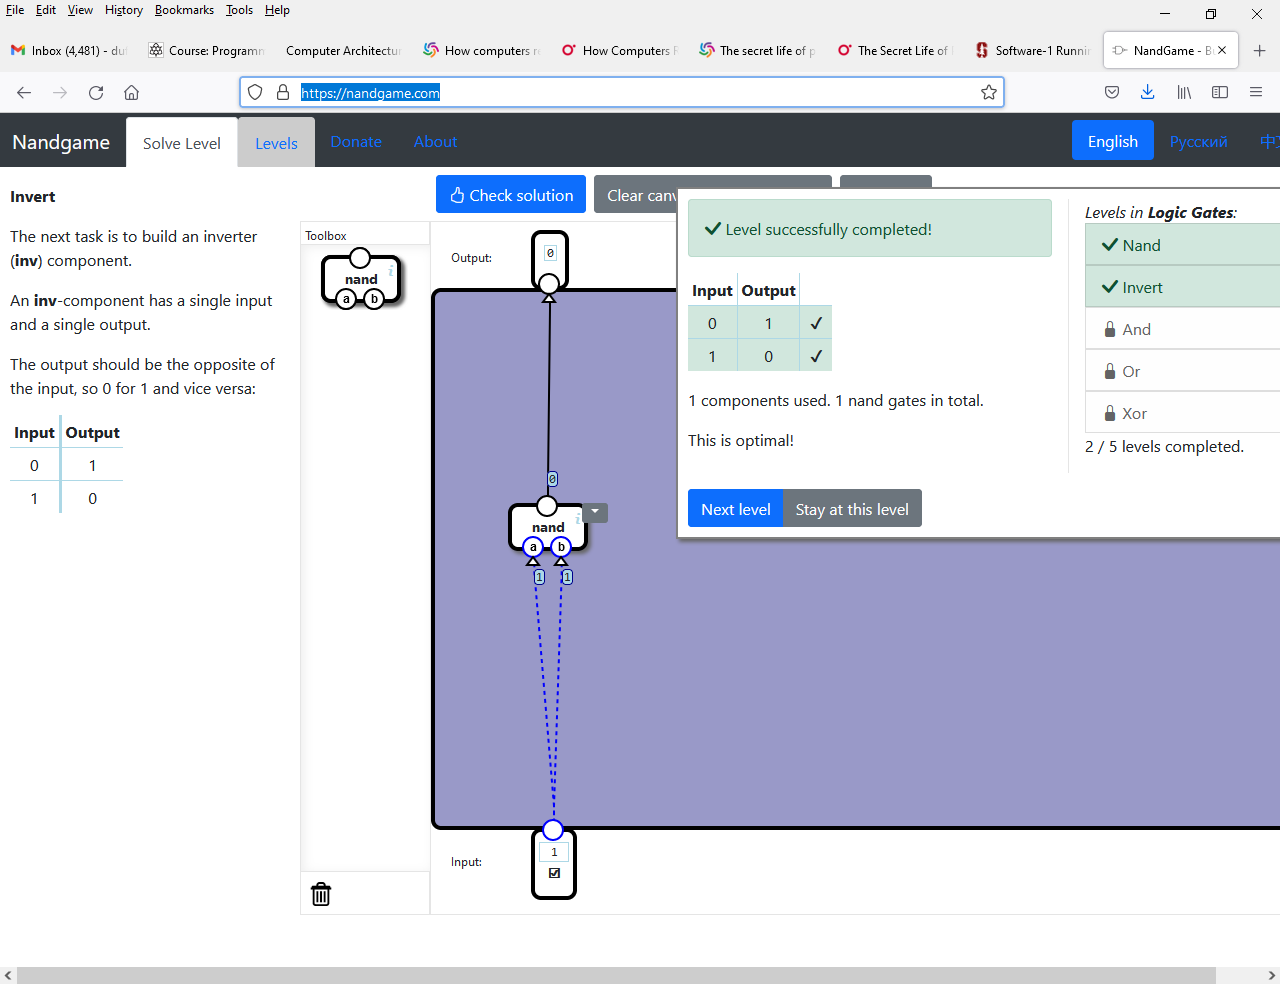 File Edit View History Bookmarks Tools Help
Inbox (4,481) - du
Course: Programm
Computer Architectu
How computers r
How Computers
The secret life of p
The Secret Life of
Software-1 Runni
NandGame - B
https://nandgame.com
Nandgame Solve Level Levels Donate About English Русский 中
Invert
The next task is to build an inverter
(inv) component.
An inv-component has a single input
and a single output.
The output should be the opposite of
the input, so 0 for 1 and vice versa:
Input Output
0 1
1 0
Toolbox
nand i
a b
Check solution
Clear canv
Output:
0
0
nand i
a b
1 1
1
Input:
Level successfully completed!
Input Output
0 1 ✓
1 0 ✓
1 components used. 1 nand gates in total.
This is optimal!
Next level Stay at this level
Levels in Logic Gates:
Nand
Invert
And
Or
Xor
2 / 5 levels completed.